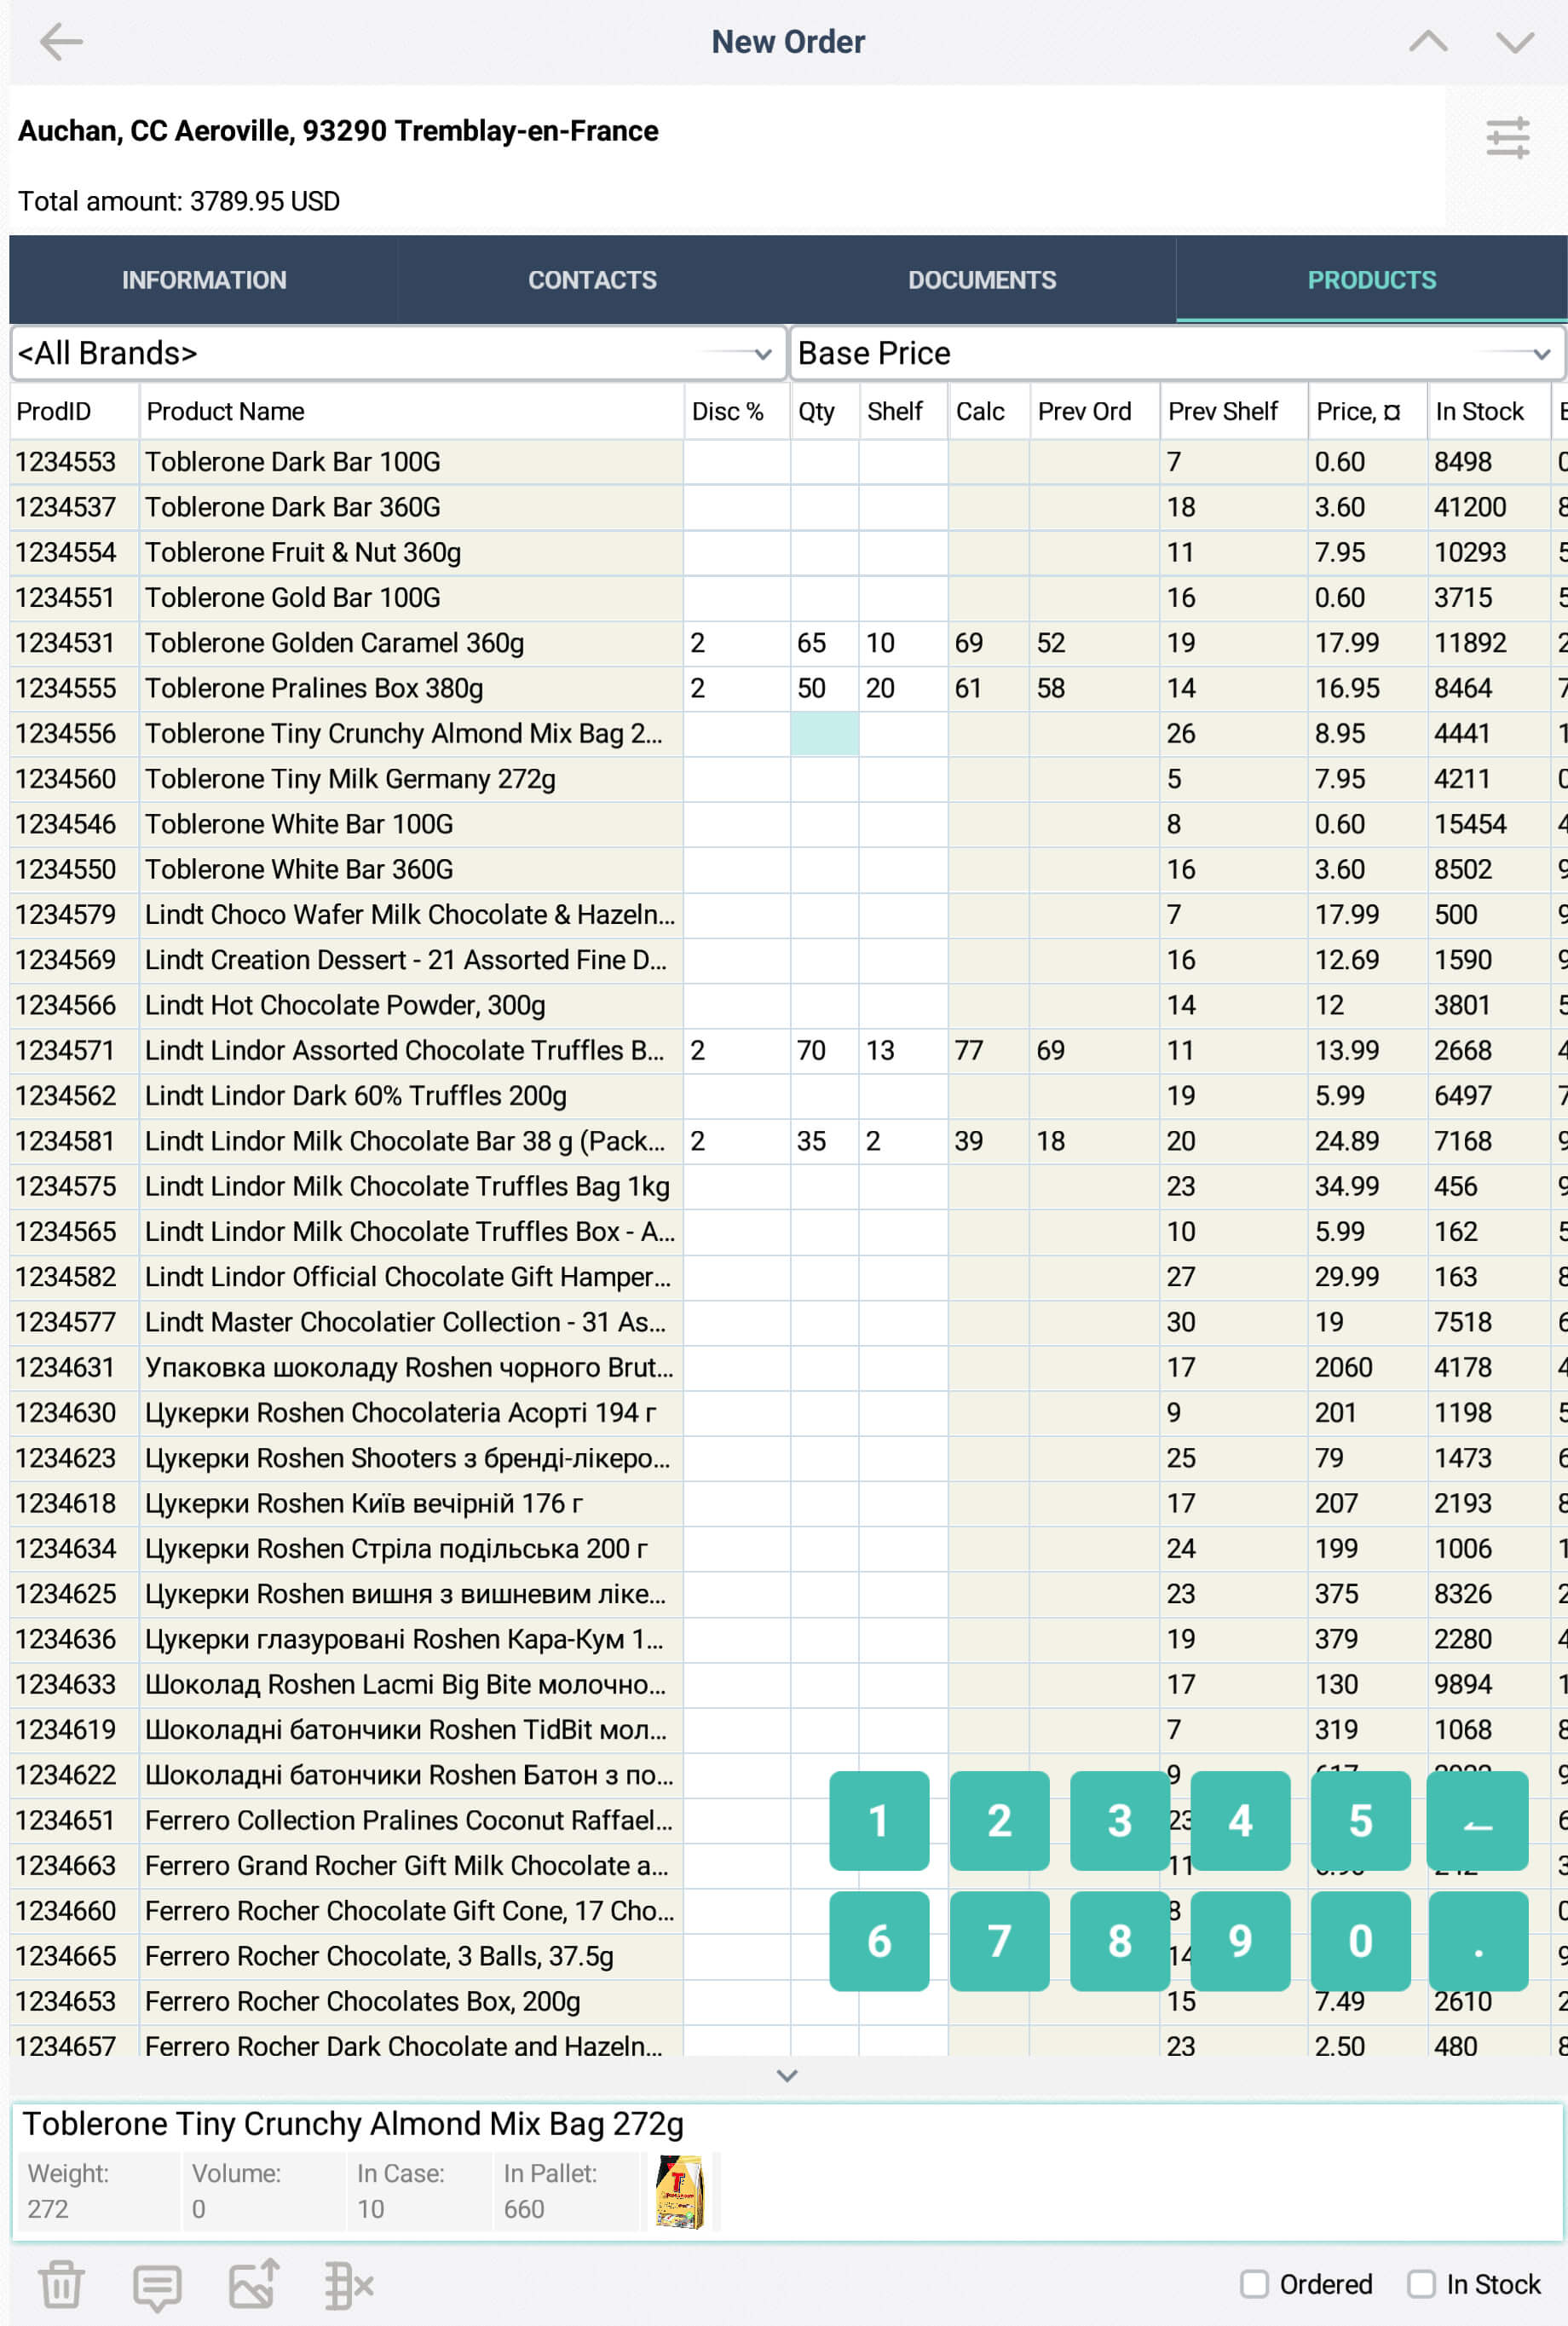 New Order
Auchan, CC Aeroville, 93290 Tremblay-en-France
Total amount: 3789.95 USD
INFORMATION CONTACTS DOCUMENTS PRODUCTS
<All Brands> Base Price
ProdID Product Name Disc % Qty Shelf Calc Prev Ord Prev Shelf Price, ¤ In Stock
1234553 Toblerone Dark Bar 100G 7 0.60 8498
1234537 Toblerone Dark Bar 360G 18 3.60 41200
1234554 Toblerone Fruit & Nut 360g 11 7.95 10293
1234551 Toblerone Gold Bar 100G 16 0.60 3715
1234531 Toblerone Golden Caramel 360g 2 65 10 69 52 19 17.99 11892
1234555 Toblerone Pralines Box 380g 2 50 20 61 58 14 16.95 8464
1234556 Toblerone Tiny Crunchy Almond Mix Bag 2... 26 8.95 4441
1234560 Toblerone Tiny Milk Germany 272g 5 7.95 4211
1234546 Toblerone White Bar 100G 8 0.60 15454
1234550 Toblerone White Bar 360G 16 3.60 8502
1234579 Lindt Choco Wafer Milk Chocolate & Hazeln... 7 17.99 500
1234569 Lindt Creation Dessert - 21 Assorted Fine D... 16 12.69 1590
1234566 Lindt Hot Chocolate Powder, 300g 14 12 3801
1234571 Lindt Lindor Assorted Chocolate Truffles B... 2 70 13 77 69 11 13.99 2668
1234562 Lindt Lindor Dark 60% Truffles 200g 19 5.99 6497
1234581 Lindt Lindor Milk Chocolate Bar 38 g (Pack... 2 35 2 39 18 20 24.89 7168
1234575 Lindt Lindor Milk Chocolate Truffles Bag 1kg 23 34.99 456
1234565 Lindt Lindor Milk Chocolate Truffles Box - A... 10 5.99 162
1234582 Lindt Lindor Official Chocolate Gift Hamper... 27 29.99 163
1234577 Lindt Master Chocolatier Collection - 31 As... 30 19 7518
1234631 Упаковка шоколаду Roshen чорного Brut... 17 2060 4178
1234630 Цукерки Roshen Chocolateria Асорті 194 г 9 201 1198
1234623 Цукерки Roshen Shooters з бренді-лікеро... 25 79 1473
1234618 Цукерки Roshen Київ вечірній 176 г 17 207 2193
1234634 Цукерки Roshen Стріла подільська 200 г 24 199 1006
1234625 Цукерки Roshen вишня з вишневим ліке... 23 375 8326
1234636 Цукерки глазуровані Roshen Кара-Кум 1... 19 379 2280
1234633 Шоколад Roshen Lacmi Big Bite молочно... 17 130 9894
1234619 Шоколадні батончики Roshen TidBit мол... 7 319 1068
1234622 Шоколадні батончики Roshen Батон з по... 9
1234651 Ferrero Collection Pralines Coconut Raffael... 23
1 2 3 4 5
1234663 Ferrero Grand Rocher Gift Milk Chocolate a... 11
1234660 Ferrero Rocher Chocolate Gift Cone, 17 Cho... 8
6 7 8 9 0 .
1234665 Ferrero Rocher Chocolate, 3 Balls, 37.5g 14
1234653 Ferrero Rocher Chocolates Box, 200g 15 7.49 2610
1234657 Ferrero Rocher Dark Chocolate and Hazeln... 23 2.50 480
Toblerone Tiny Crunchy Almond Mix Bag 272g
Weight: Volume: In Case: In Pallet:
272 0 10 660
Ordered In Stock